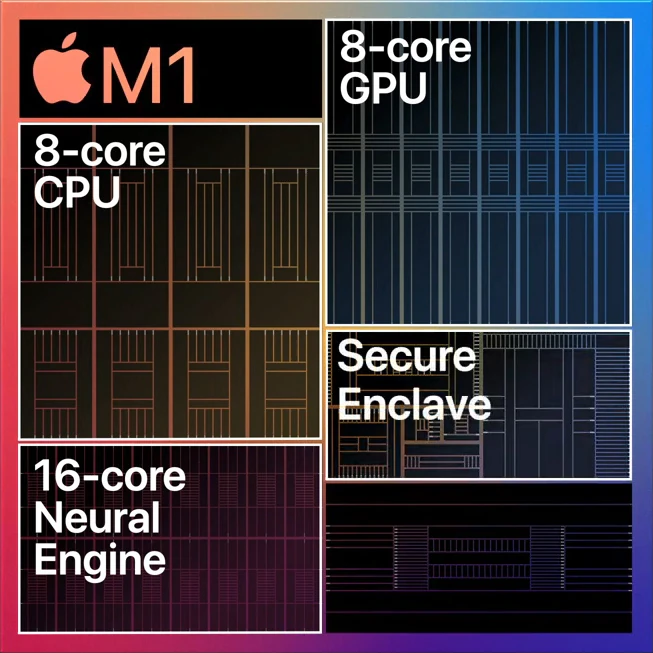 M1
8-core
CPU
16-core
Neural
Engine
8-core
GPU
Secure
Enclave